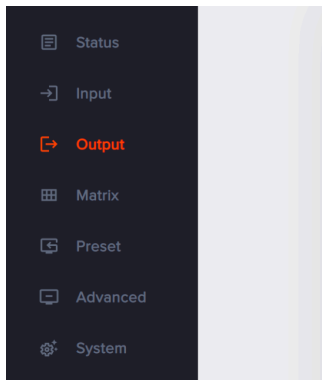 Status
Input
Output
Matrix
Preset
Advanced
System